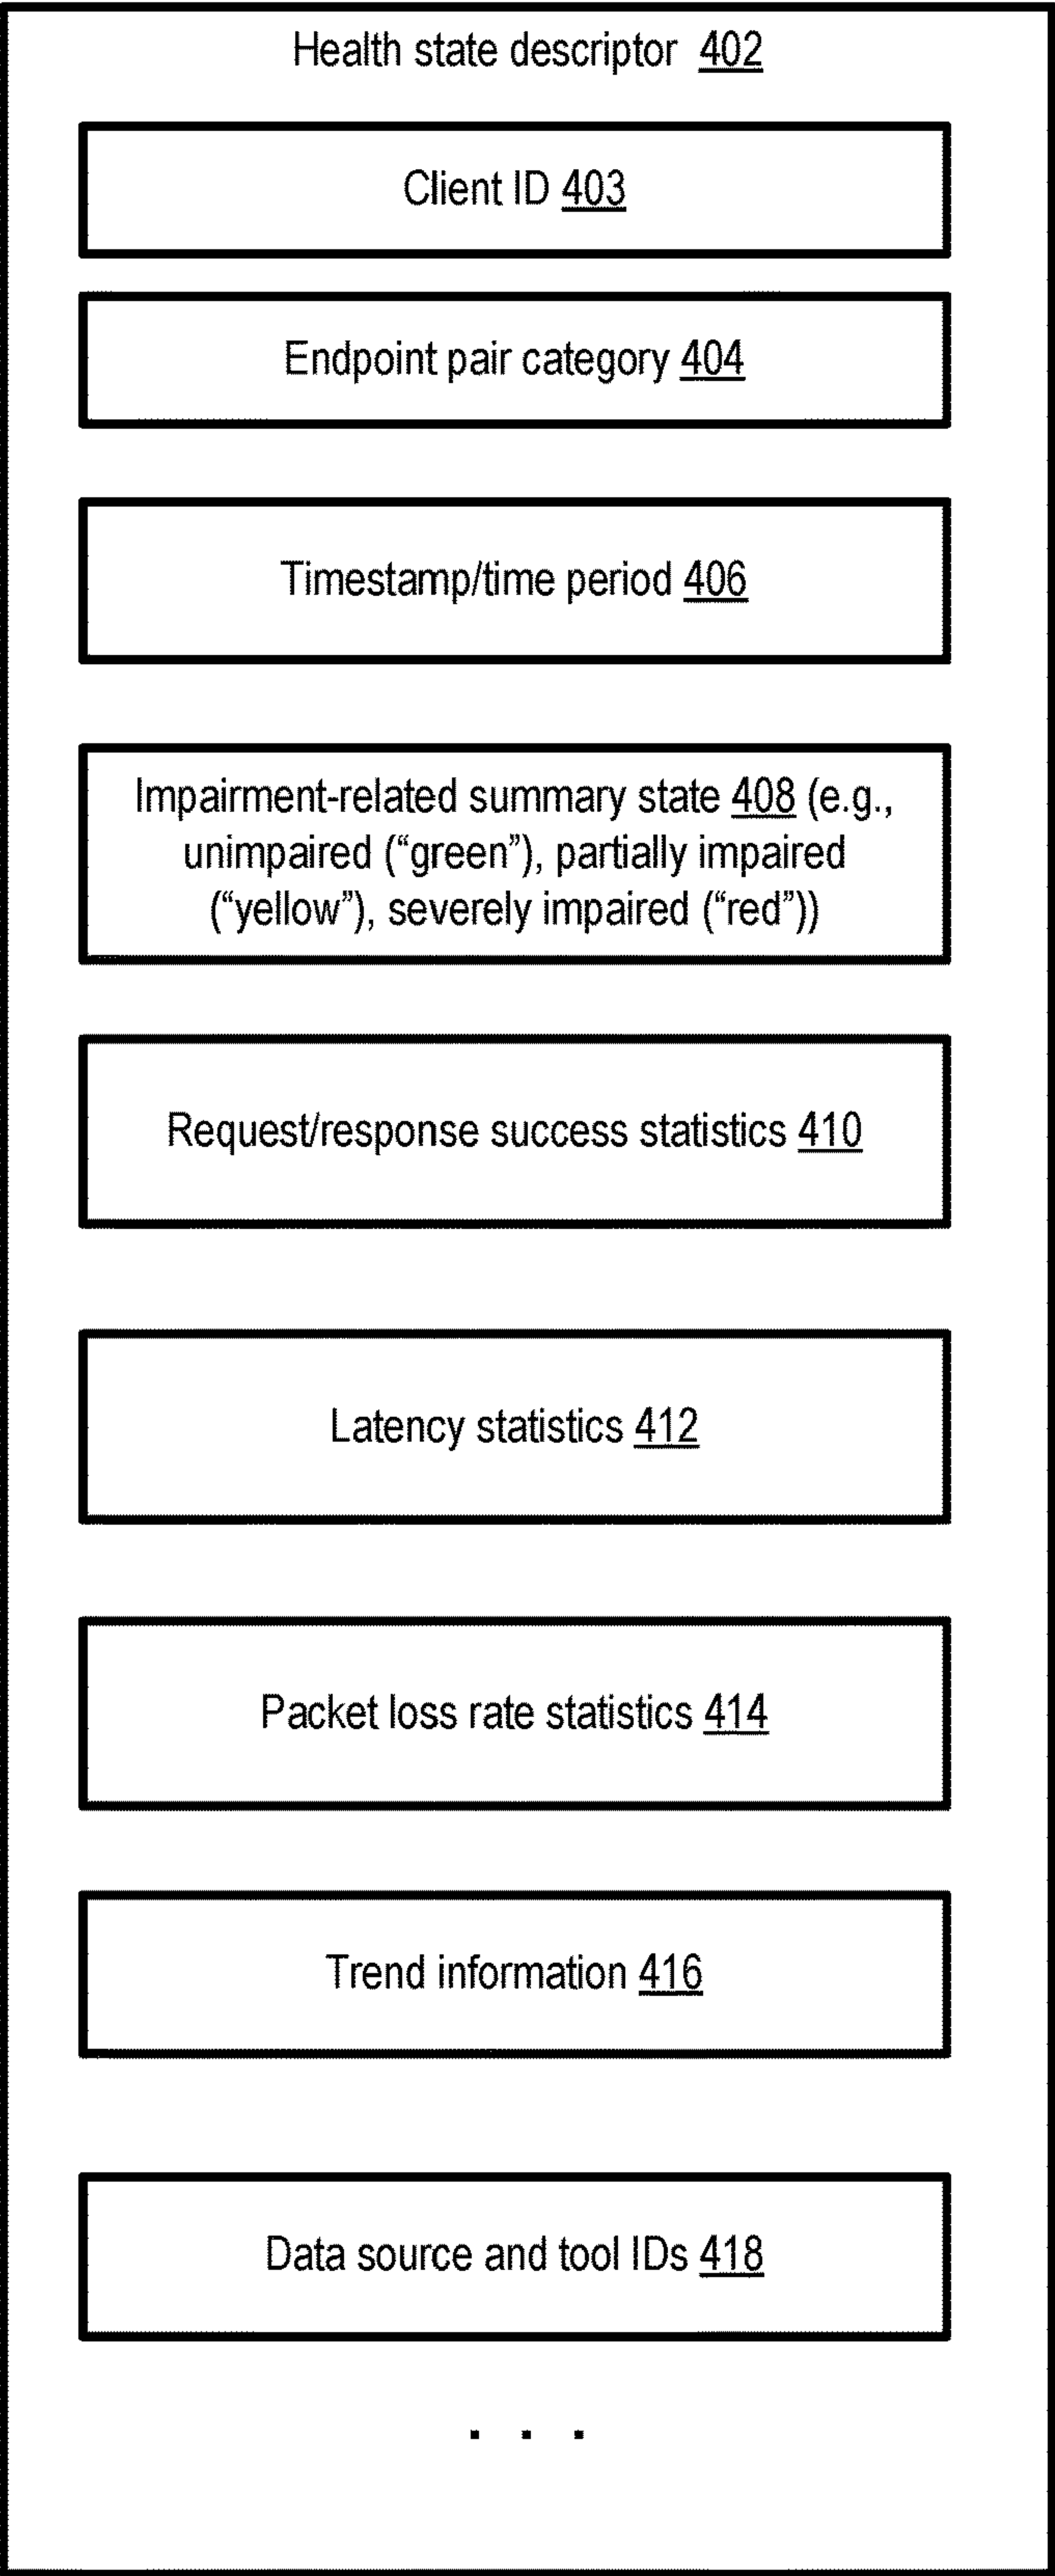 Health state descriptor 402
Client ID 403
Endpoint pair category 404
Timestamp/time period 406
Impairment-related summary state 408 (e.g.,
unimpaired (“green”), partially impaired
(“yellow”), severely impaired (“red”))
Request/response success statistics 410
Latency statistics 412
Packet loss rate statistics 414
Trend information 416
Data source and tool IDs 418
. . .